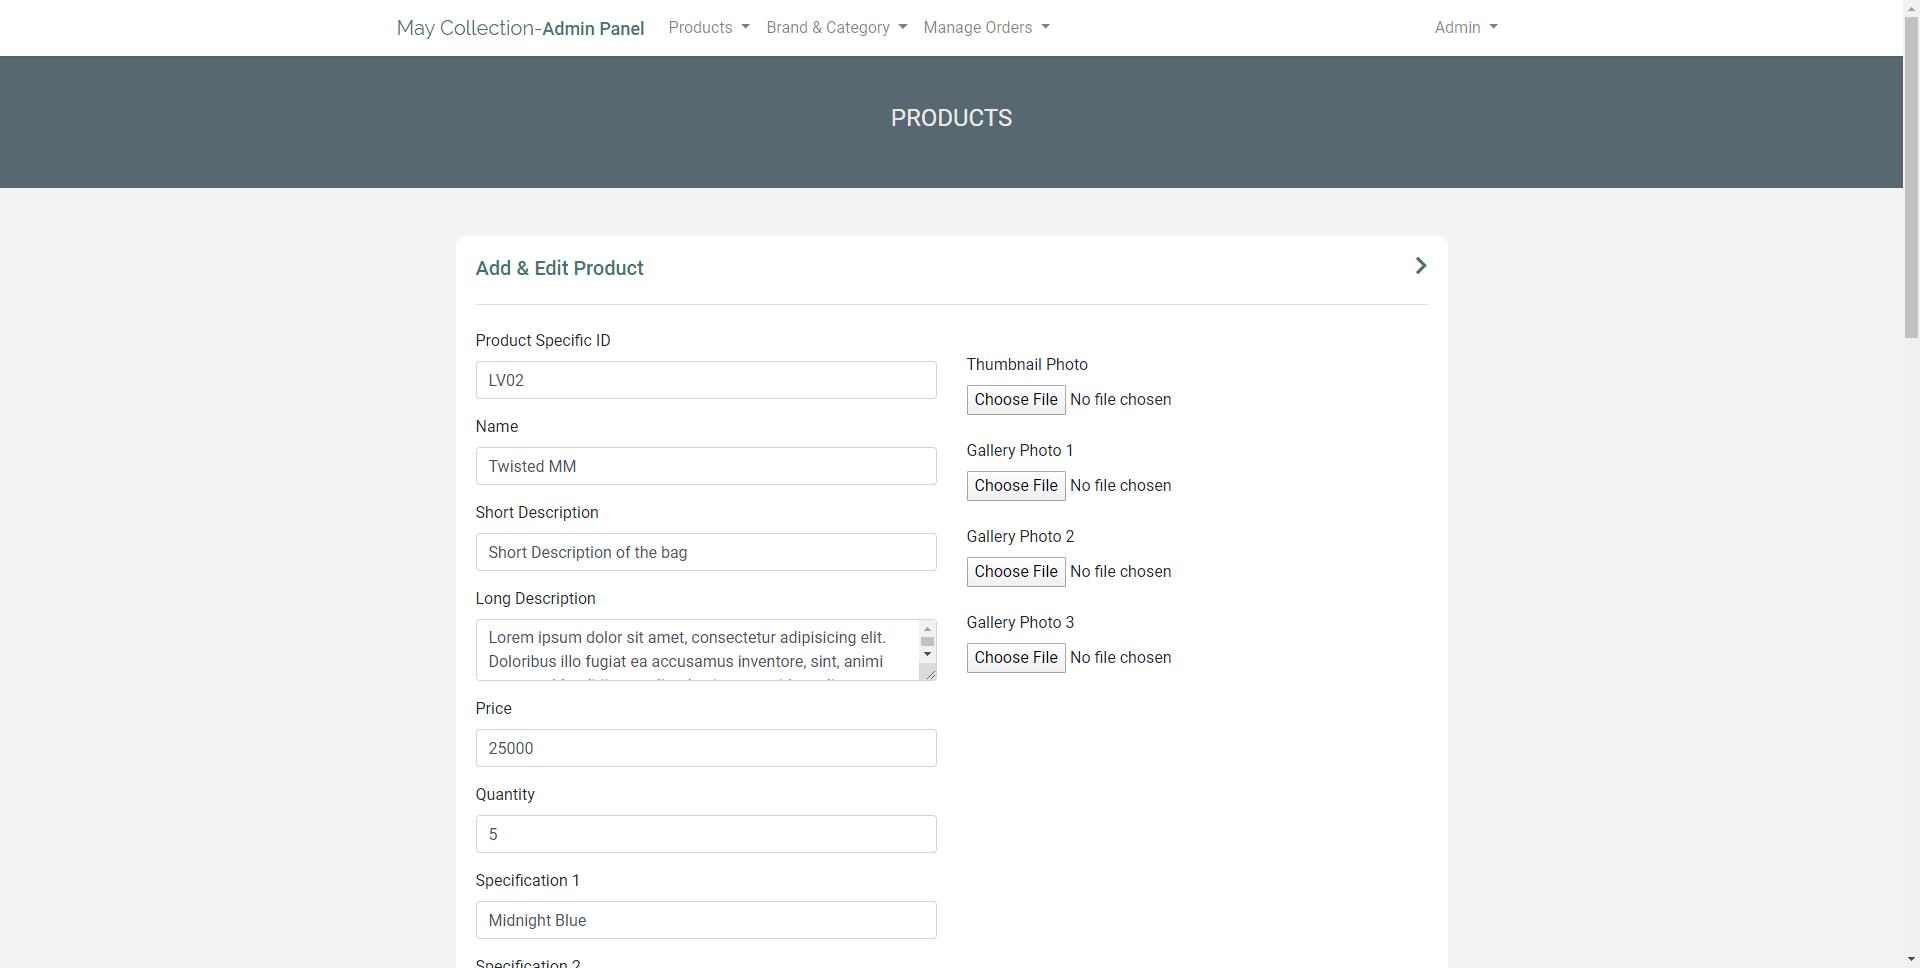 May Collection-Admin Panel Products Brand & Category Manage Orders Admin
PRODUCTS
Add & Edit Product
Product Specific ID
LV02
Name
Twisted MM
Short Description
Short Description of the bag
Long Description
Lorem ipsum dolor sit amet, consectetur adipisicing elit.
Doloribus illo fugiat ea accusamus inventore, sint, animi
Price
25000
Quantity
5
Specification 1
Midnight Blue
Specification 2
Thumbnail Photo
Choose File No file chosen
Gallery Photo 1
Choose File No file chosen
Gallery Photo 2
Choose File No file chosen
Gallery Photo 3
Choose File No file chosen